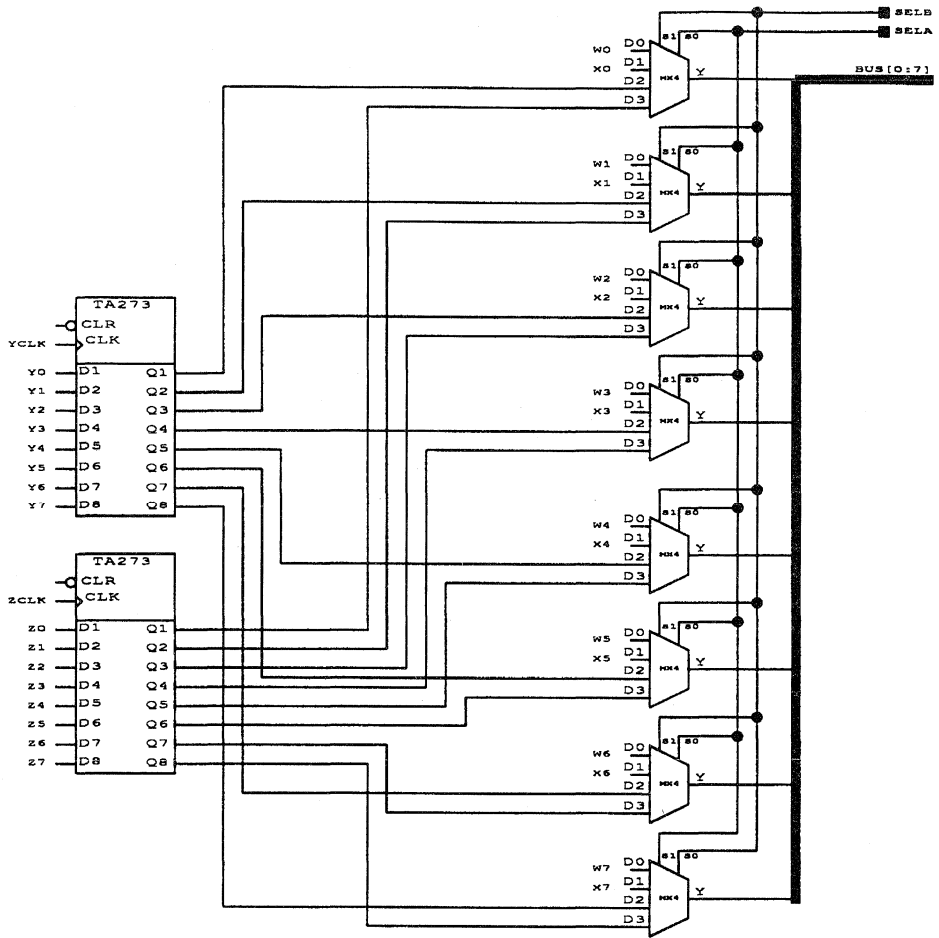 SELB
SELA
BUS[0:7]
S1 S0
W0 D0
X0 D1
D2
D3
MX4 Y
S1 S0
W1 D0
X1 D1
D2
D3
MX4 Y
S1 S0
W2 D0
X2 D1
D2
D3
MX4 Y
TA273
CLR
YCLK CLK
Y0 D1 Q1
Y1 D2 Q2
Y2 D3 Q3
Y3 D4 Q4
Y4 D5 Q5
Y5 D6 Q6
Y6 D7 Q7
Y7 D8 Q8
S1 S0
W3 D0
X3 D1
D2
D3
MX4 Y
S1 S0
W4 D0
X4 D1
D2
D3
MX4 Y
TA273
CLR
ZCLK CLK
Z0 D1 Q1
Z1 D2 Q2
Z2 D3 Q3
Z3 D4 Q4
Z4 D5 Q5
Z5 D6 Q6
Z6 D7 Q7
Z7 D8 Q8
S1 S0
W5 D0
X5 D1
D2
D3
MX4 Y
S1 S0
W6 D0
X6 D1
D2
D3
MX4 Y
S1 S0
W7 D0
X7 D1
D2
D3
MX4 Y